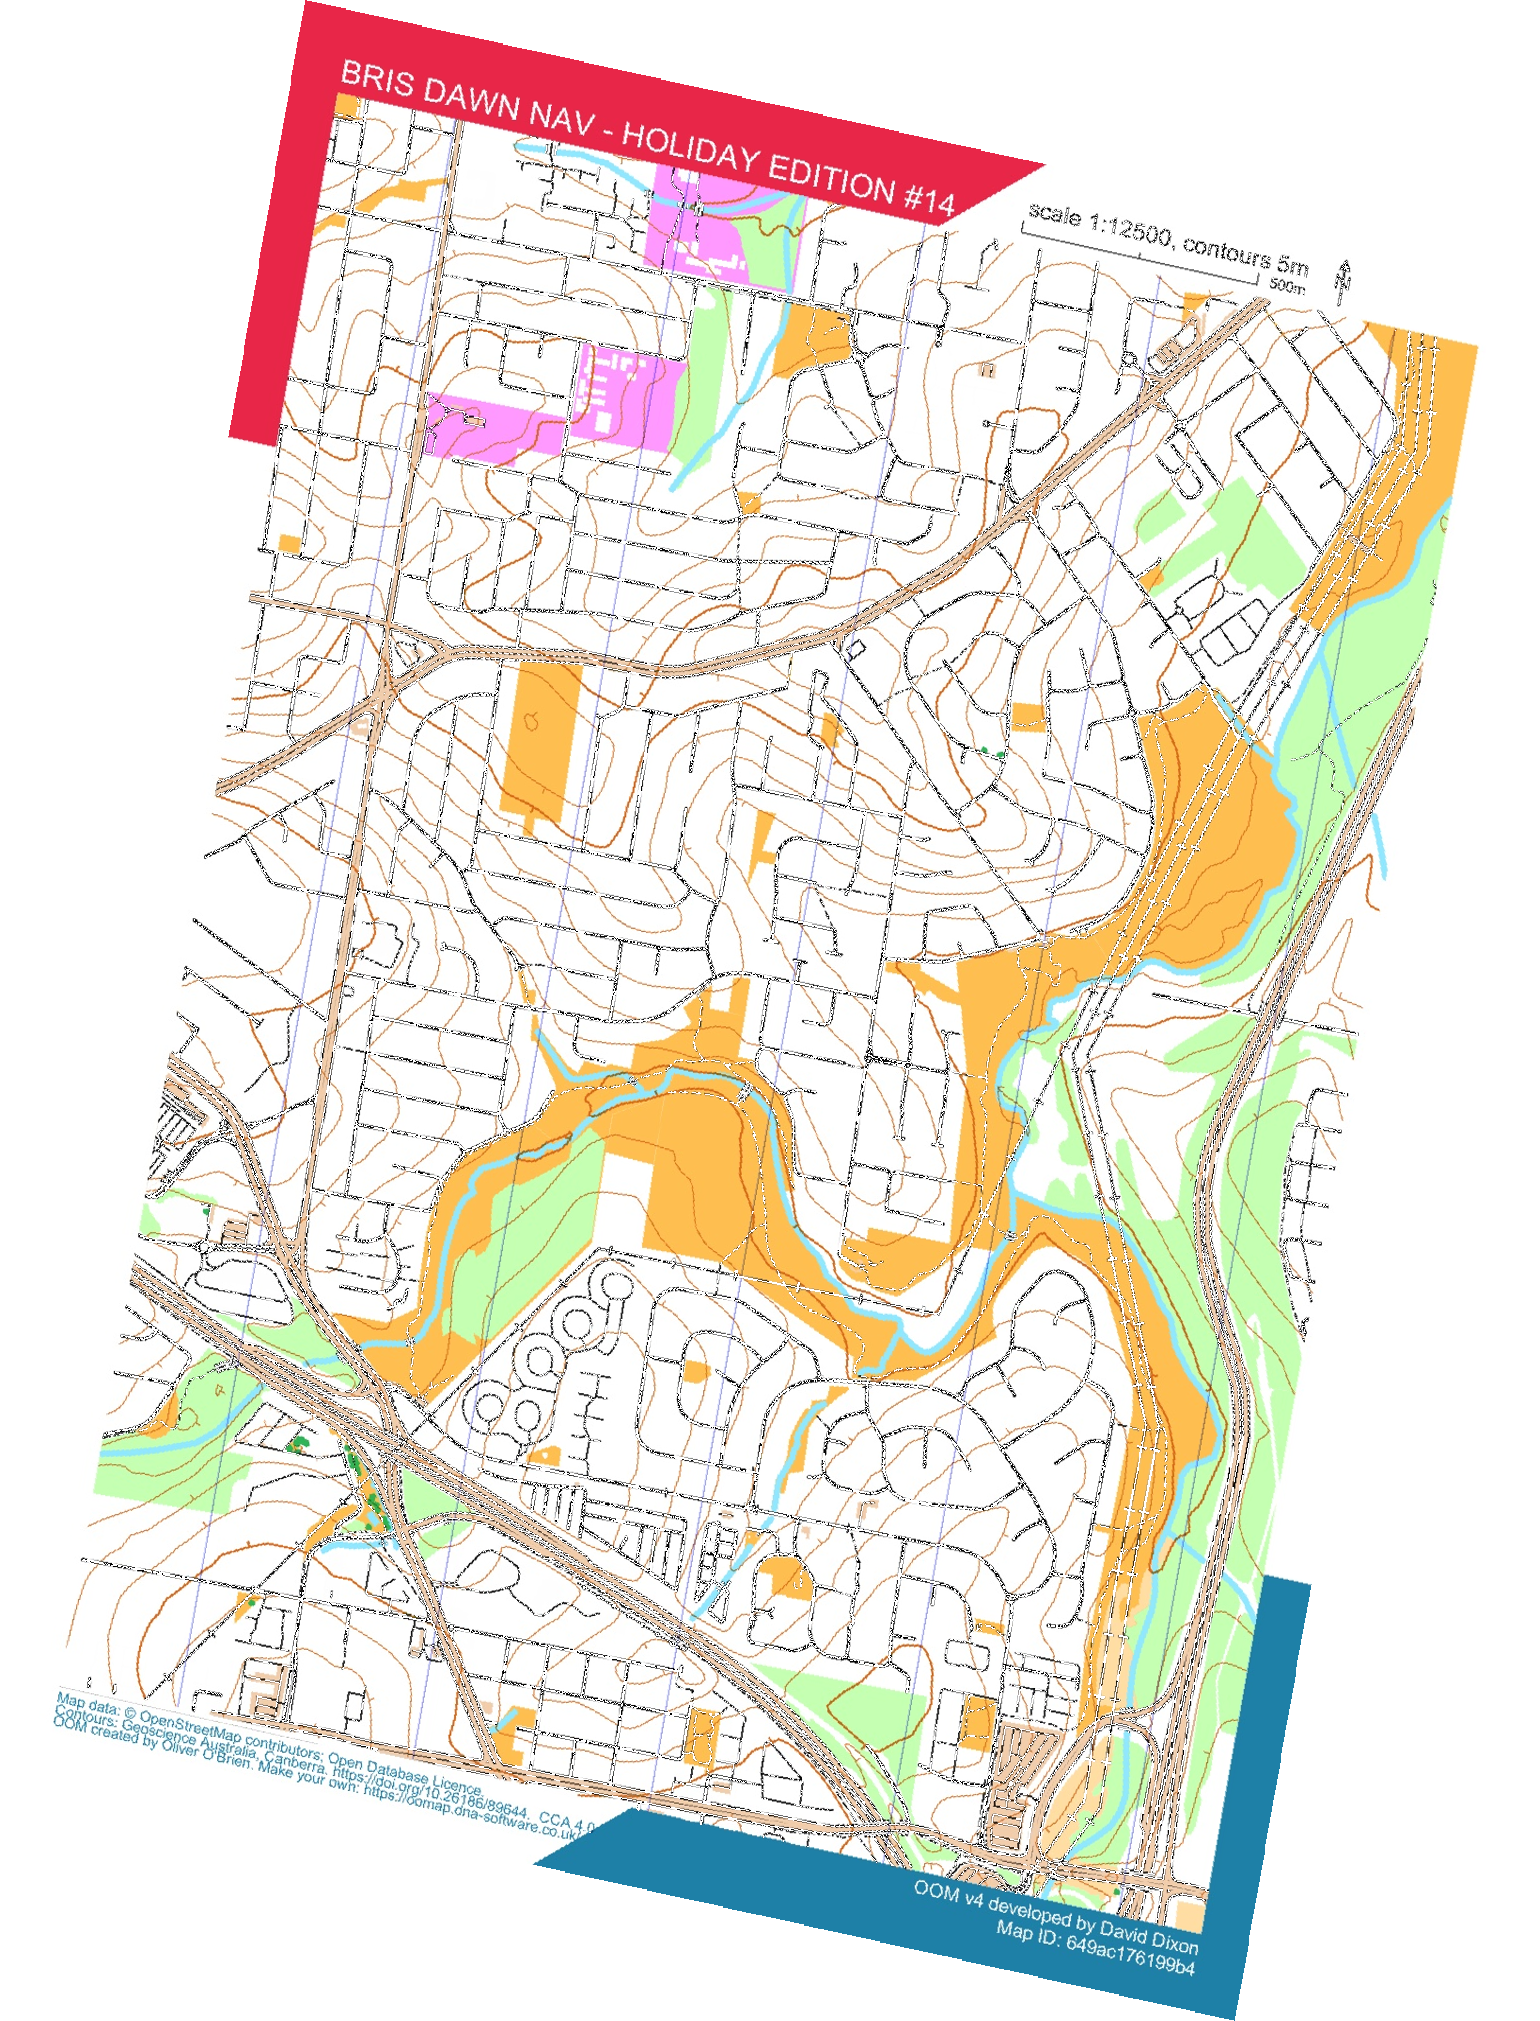 BRIS DAWN NAV - HOLIDAY EDITION #14
scale 1:12500, contours 5m
500m
Map data: © OpenStreetMap contributors; Open Database Licence.
Contours: Geoscience Australia, Canberra. https://doi.org/10.26186/89644. CCA 4.0
OOM created by Oliver O'Brien. Make your own: https://oomap.dna-software.co.uk/
OOM v4 developed by David Dixon
Map ID: 649ac176199b4